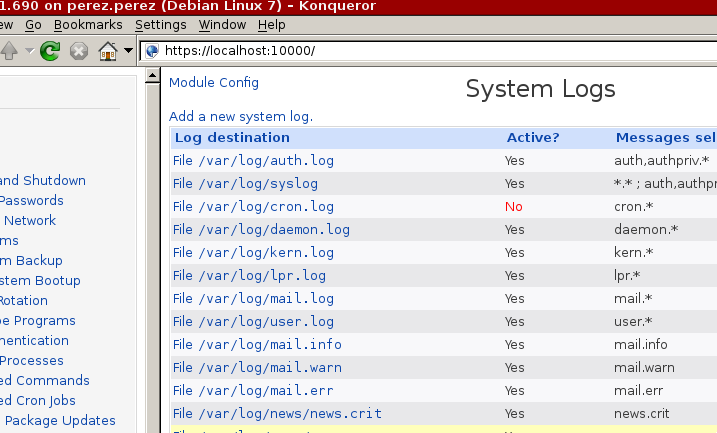 1.690 on perez.perez (Debian Linux 7) – Konqueror
ew Go Bookmarks Settings Window Help
https://localhost:10000/
Module Config
System Logs
Add a new system log.
Log destination Active? Messages sel
File /var/log/auth.log Yes auth,authpriv.*
File /var/log/syslog Yes *.* ; auth,authpr
File /var/log/cron.log No cron.*
File /var/log/daemon.log Yes daemon.*
File /var/log/kern.log Yes kern.*
File /var/log/lpr.log Yes lpr.*
File /var/log/mail.log Yes mail.*
File /var/log/user.log Yes user.*
File /var/log/mail.info Yes mail.info
File /var/log/mail.warn Yes mail.warn
File /var/log/mail.err Yes mail.err
File /var/log/news/news.crit Yes news.crit
and Shutdown
Passwords
Network
ms
m Backup
stem Bootup
Rotation
pe Programs
hentication
Processes
ed Commands
ed Cron Jobs
Package Updates